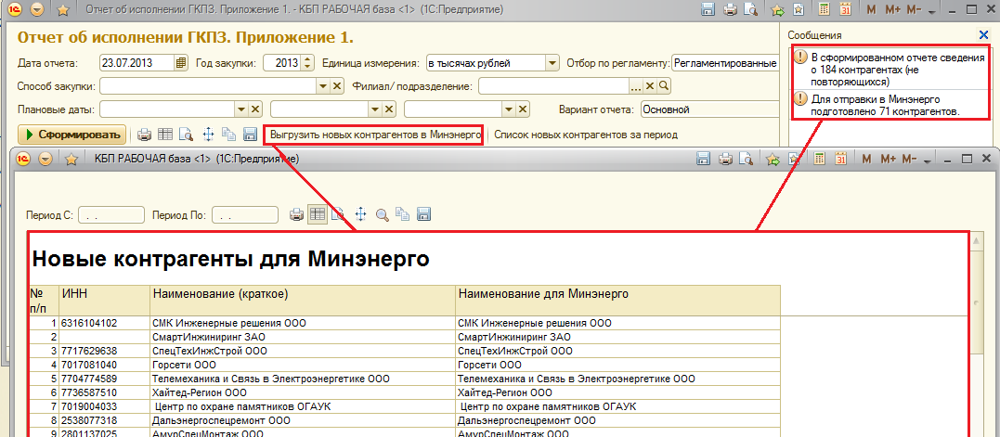 Отчет об исполнении ГКПЗ. Приложение 1. - КБП РАБОЧАЯ база <1> (1С:Предприятие)
M M+ M-
Отчет об исполнении ГКПЗ. Приложение 1.
Дата отчета: 23.07.2013 Год закупки: 2013 Единица измерения: в тысячах рублей Отбор по регламенту: Регламентированные
Способ закупки: Филиал/ подразделение:
Плановые даты: Вариант отчета: Основной
Сформировать Выгрузить новых контрагентов в Минэнерго Список новых контрагентов за период
Сообщения
В сформированном отчете сведения
о 184 контрагентах (не
повторяющихся)
Для отправки в Минэнерго
подготовлено 71 контрагентов.
КБП РАБОЧАЯ база <1> (1С:Предприятие)
M M+ M-
Период С: . . Период По: . .
Новые контрагенты для Минэнерго
№ п/п ИНН Наименование (краткое) Наименование для Минэнерго
1 6316104102 СМК Инженерные решения ООО СМК Инженерные решения ООО
2 СмартИнжиниринг ЗАО СмартИнжиниринг ЗАО
3 7717629638 СпецТехИнжСтрой ООО СпецТехИнжСтрой ООО
4 7017081040 Горсети ООО Горсети ООО
5 7704774589 Телемеханика и Связь в Электроэнергетике ООО Телемеханика и Связь в Электроэнергетике ООО
6 7736587510 Хайтед-Регион ООО Хайтед-Регион ООО
7 7019004033 Центр по охране памятников ОГАУК Центр по охране памятников ОГАУК
8 2538077318 Дальэнергоспецремонт ООО Дальэнергоспецремонт ООО
9 2801137025 АмурСпецМонтаж ООО АмурСпецМонтаж ООО